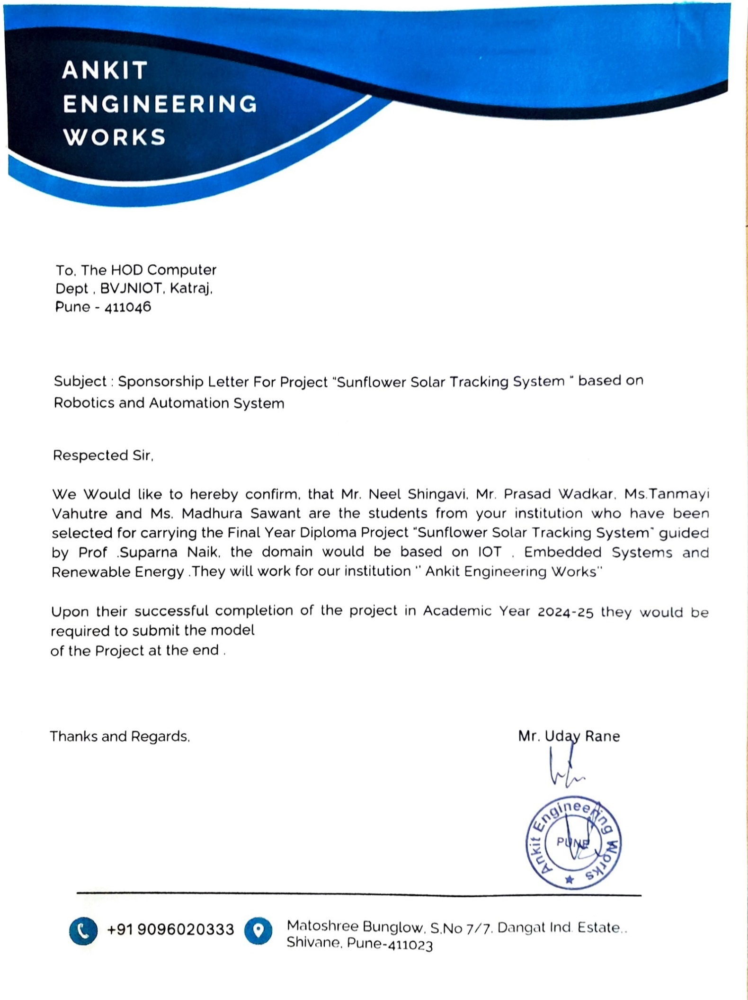 ANKIT
ENGINEERING
WORKS
To, The HOD Computer
Dept , BVJNIOT, Katraj,
Pune - 411046
Subject : Sponsorship Letter For Project "Sunflower Solar Tracking System " based on
Robotics and Automation System
Respected Sir,
We Would like to hereby confirm, that Mr. Neel Shingavi, Mr. Prasad Wadkar, Ms.Tanmayi
Vahutre and Ms. Madhura Sawant are the students from your institution who have been
selected for carrying the Final Year Diploma Project "Sunflower Solar Tracking System" guided
by Prof .Suparna Naik, the domain would be based on IOT , Embedded Systems and
Renewable Energy .They will work for our institution " Ankit Engineering Works"
Upon their successful completion of the project in Academic Year 2024-25 they would be
required to submit the model
of the Project at the end .
Thanks and Regards,
Mr. Uday Rane
Ankit Engineering Works
PUNE
+91 9096020333
Matoshree Bunglow, S.No 7/7, Dangat Ind. Estate,.
Shivane, Pune-411023